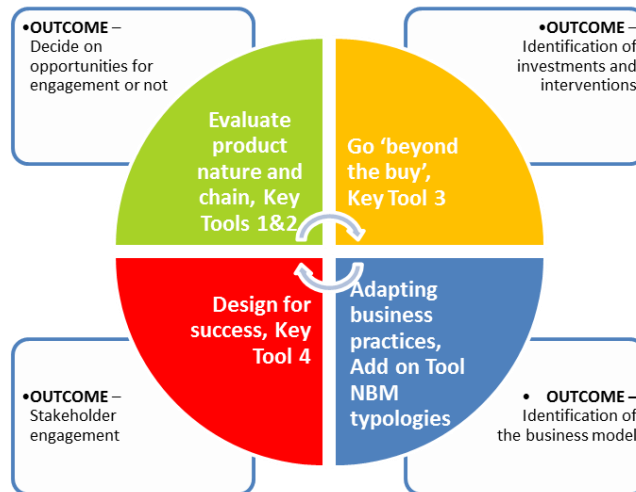 •OUTCOME –
Decide on
opportunities for
engagement or not
•OUTCOME –
Identification of
investments and
interventions
Evaluate
product
nature and
chain, Key
Tools 1&2
Go ‘beyond
the buy’,
Key Tool 3
Design for
success, Key
Tool 4
Adapting
business
practices,
Add on Tool
NBM
typologies
•OUTCOME –
Stakeholder
engagement
• OUTCOME –
Identification of
the business model